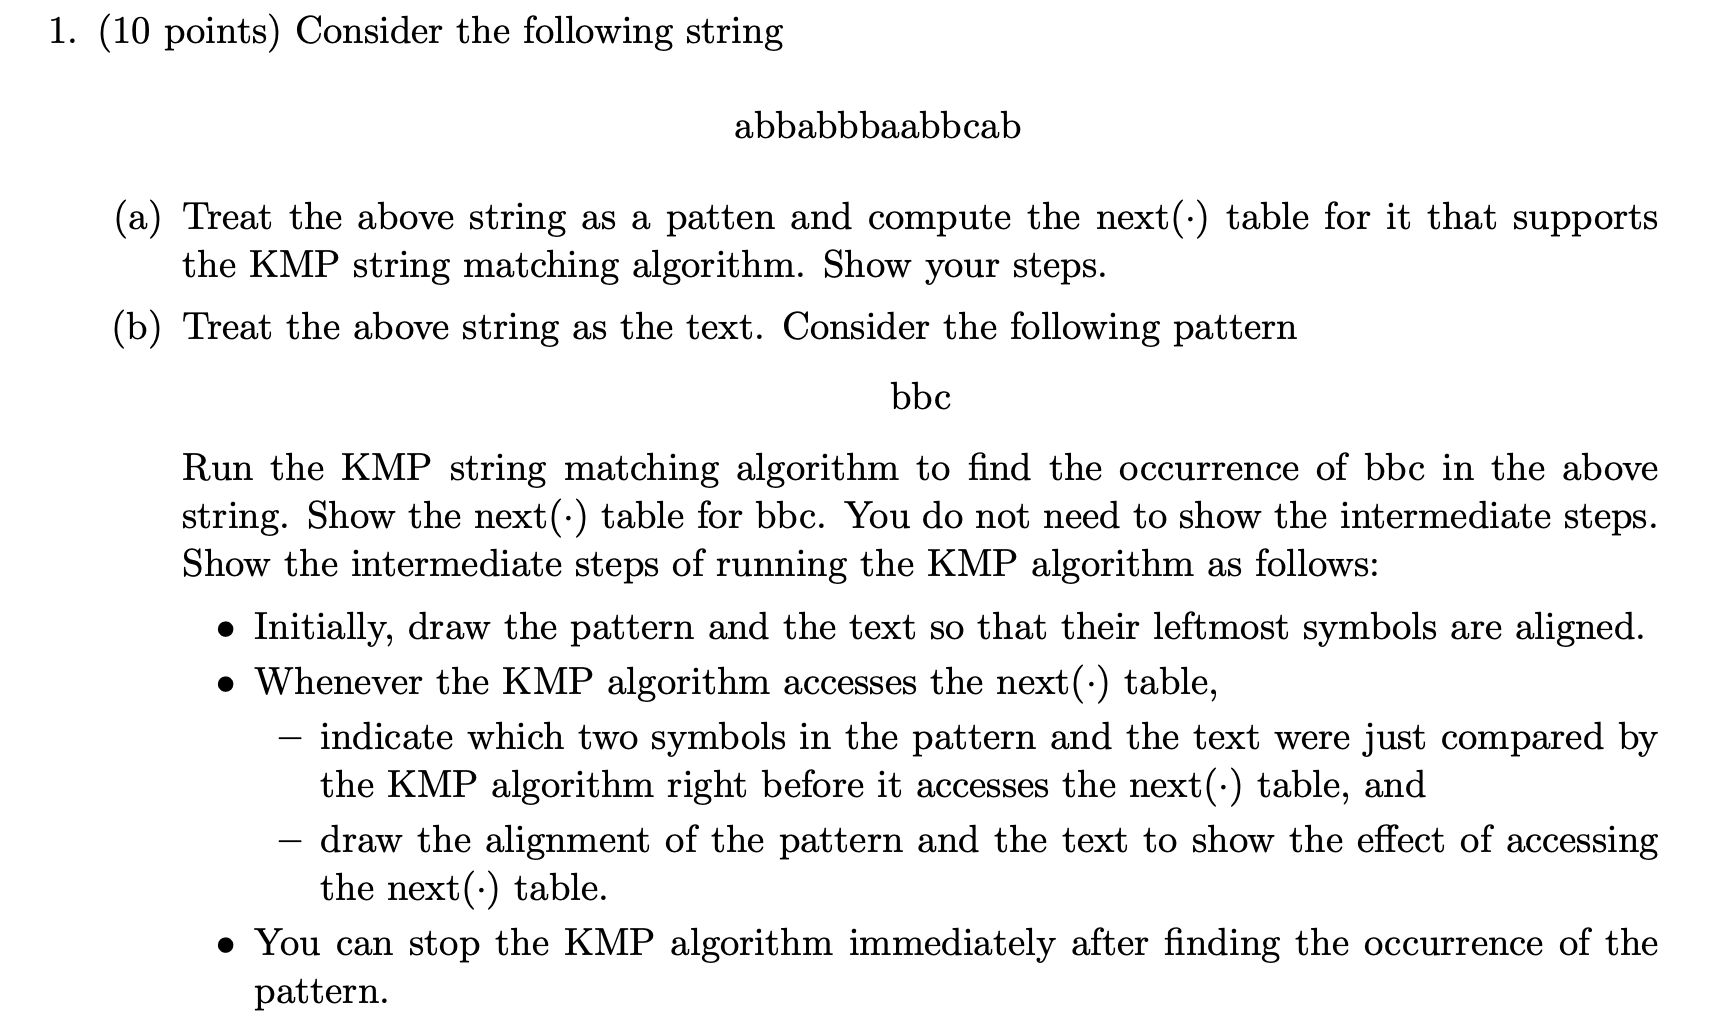 1. (10 points) Consider the following string
abbabbbaabbcab
(a) Treat the above string as a patten and compute the next(·) table for it that supports
the KMP string matching algorithm. Show your steps.
(b) Treat the above string as the text. Consider the following pattern
bbc
Run the KMP string matching algorithm to find the occurrence of bbc in the above
string. Show the next(·) table for bbc. You do not need to show the intermediate steps.
Show the intermediate steps of running the KMP algorithm as follows:
• Initially, draw the pattern and the text so that their leftmost symbols are aligned.
• Whenever the KMP algorithm accesses the next(·) table,
– indicate which two symbols in the pattern and the text were just compared by
the KMP algorithm right before it accesses the next(·) table, and
– draw the alignment of the pattern and the text to show the effect of accessing
the next(·) table.
• You can stop the KMP algorithm immediately after finding the occurrence of the
pattern.